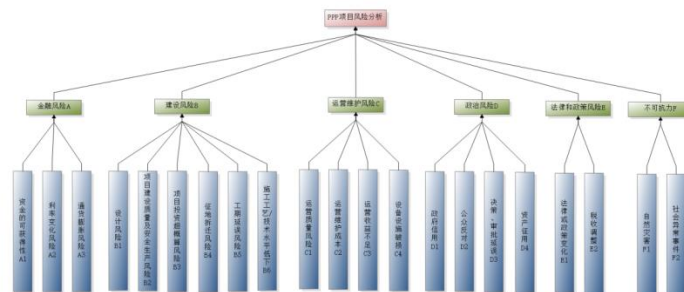 PPP项目风险分析
金融风险A
建设风险B
运营维护风险C
政治风险D
法律和政策风险E
不可抗力F
资金的可获得性A1
利率变化风险A2
通货膨胀风险A3
设计风险B1
项目建设质量及安全生产风险B2
项目投资超概算风险B3
征地拆迁风险B4
工期延误风险B5
施工工艺/技术水平低下B6
运营质量风险C1
运营维护成本C2
运营收益不足C3
设备设施破损C4
政府信用D1
公众反对D2
决策、审批延误D3
资产征用D4
法律或政策变化E1
税收调整E2
自然灾害F1
社会异常事件F2